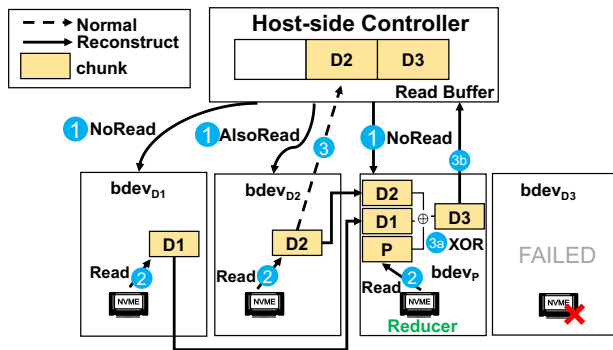 Normal
Reconstruct
chunk
Host-side Controller
D2 D3
Read Buffer
1 NoRead
1 AlsoRead
3
1 NoRead
3b
bdevD1
bdevD2
bdevD3
D2
D1
P
⊕
D3
3a XOR
bdevP
D1
Read 2
NVME
D2
Read 2
NVME
Read 2
NVME
Reducer
FAILED
NVME